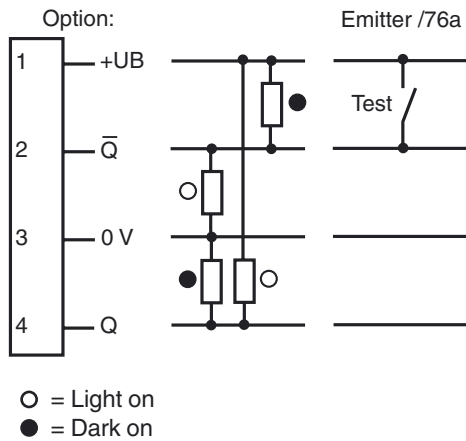 Option:
Emitter /76a
1 +UB
Test
2 Q̅
3 0 V
4 Q
○ = Light on
● = Dark on